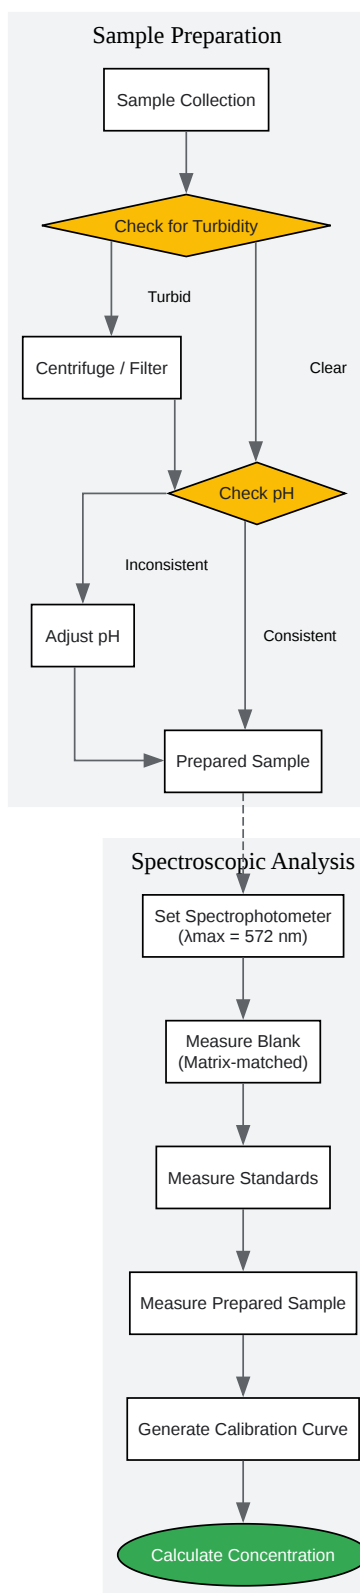 Sample Preparation
Sample Collection
Check for Turbidity
Turbid
Centrifuge / Filter
Clear
Check pH
Inconsistent
Adjust pH
Consistent
Prepared Sample
Spectroscopic Analysis
Set Spectrophotometer
(λmax = 572 nm)
Measure Blank
(Matrix-matched)
Measure Standards
Measure Prepared Sample
Generate Calibration Curve
Calculate Concentration